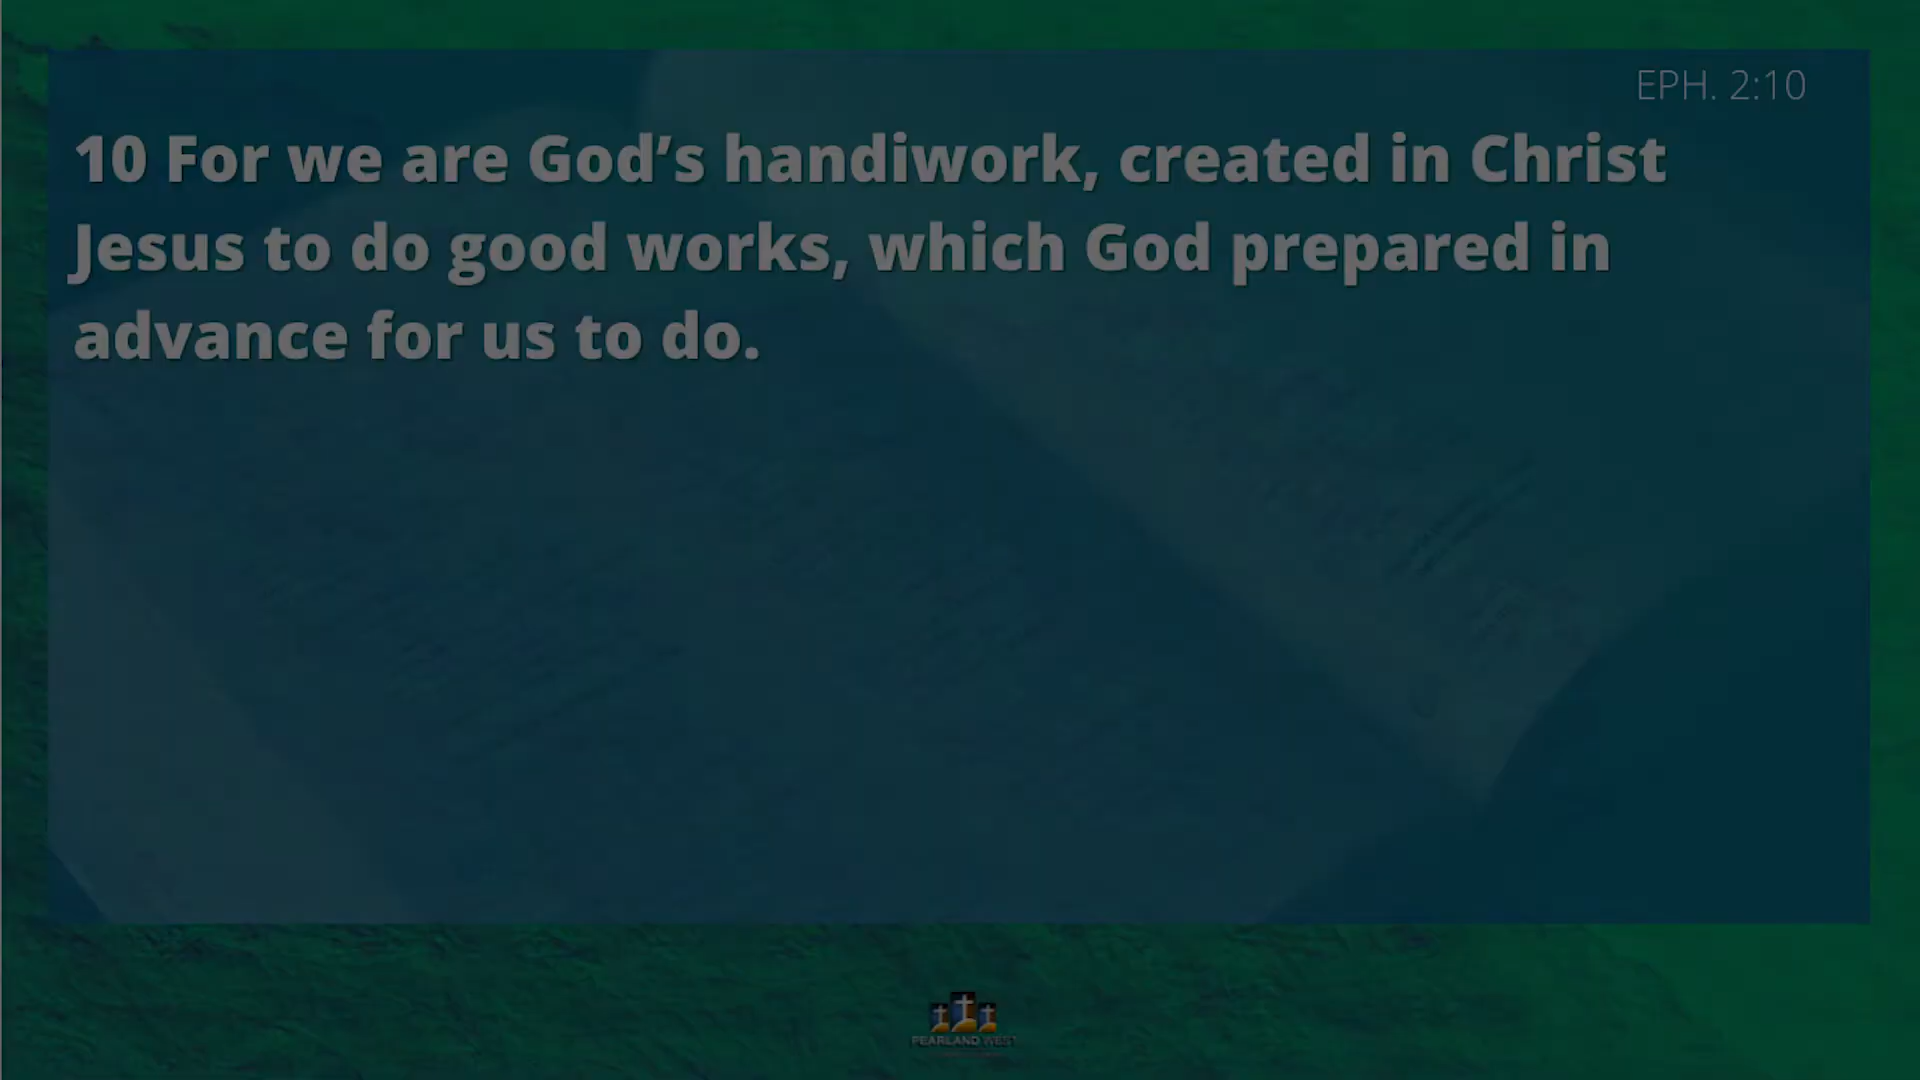 EPH. 2:10
10 For we are God’s handiwork, created in Christ
Jesus to do good works, which God prepared in
advance for us to do.
PEARLAND WEST